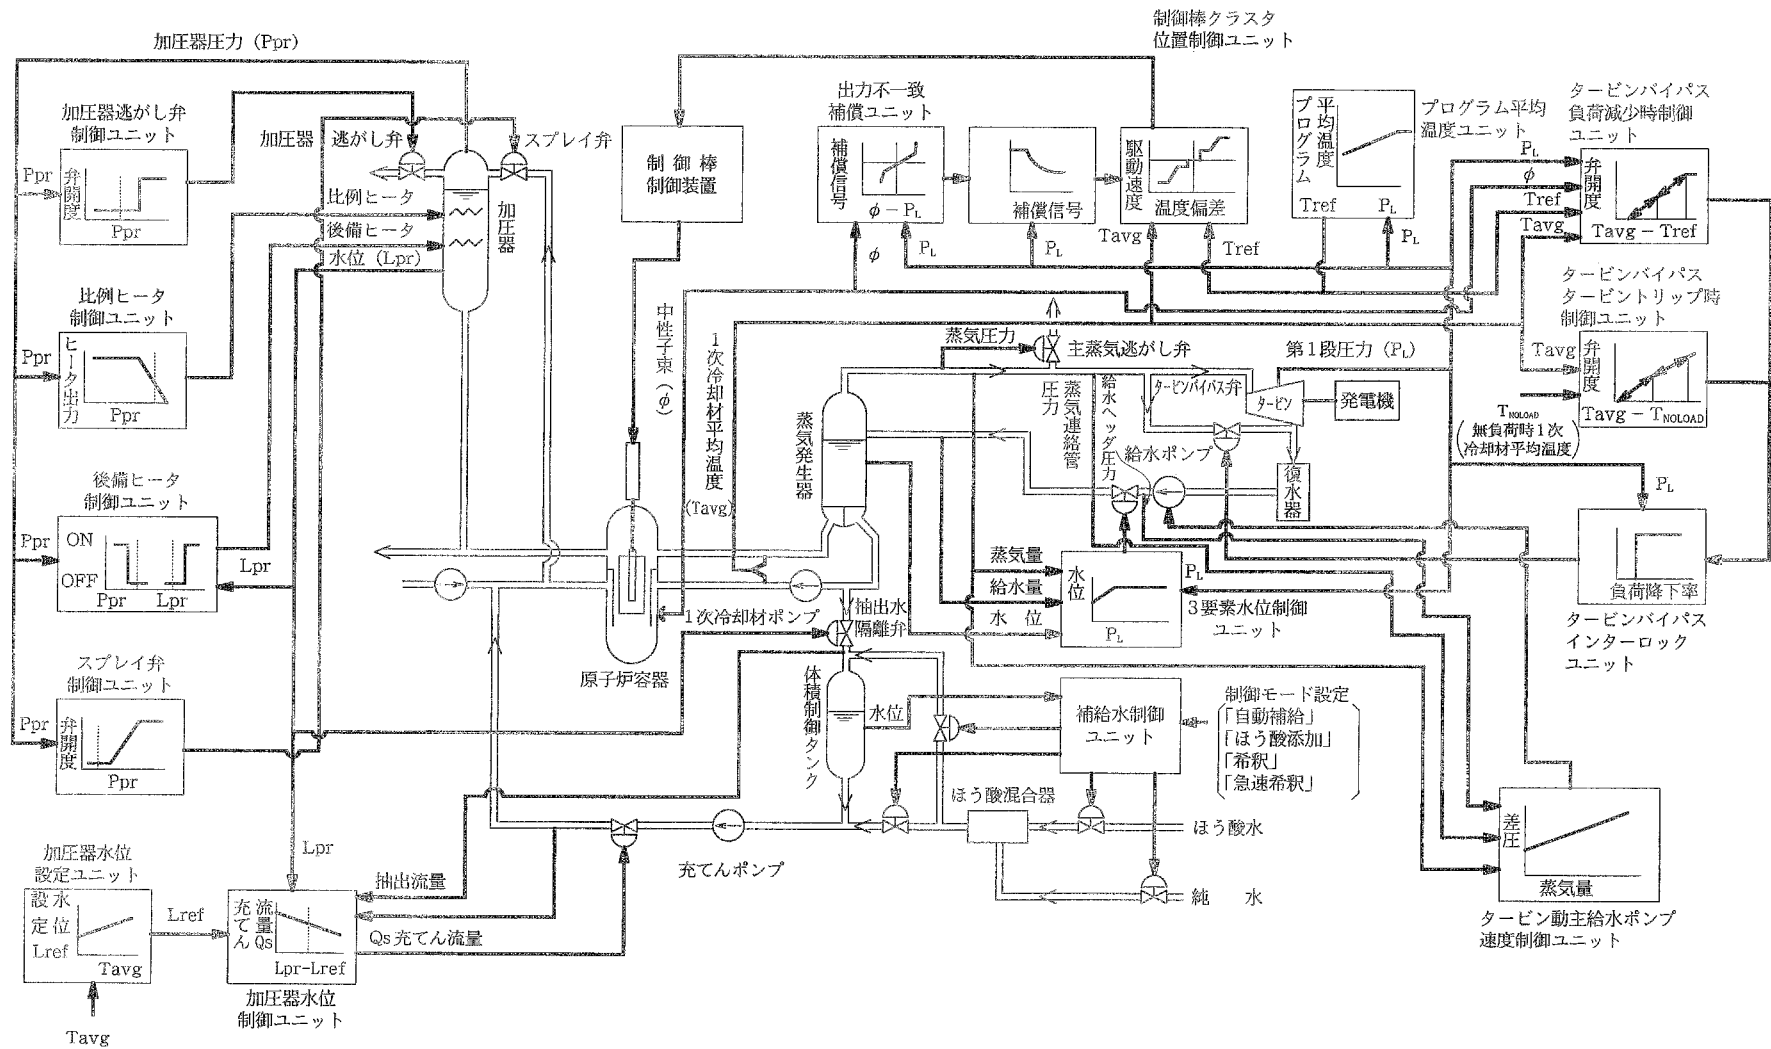 制御棒クラスタ
位置制御ユニット
加圧器圧力 (Ppr)
加圧器逃がし弁
制御ユニット
Ppr
弁開度
Ppr
加圧器
逃がし弁
スプレイ弁
比例ヒータ
後備ヒータ
水位 (Lpr)
加圧器
制御棒
制御装置
出力不一致
補償ユニット
補償信号
φ－PL
補償信号
駆動速度
温度偏差
平均温度
プログラム
Tref
PL
プログラム平均
温度ユニット
タービンバイパス
負荷減少時制御
ユニット
PL
φ
Tref
Tavg
弁開度
Tavg－Tref
φ
PL
PL
Tavg
Tref
PL
比例ヒータ
制御ユニット
Ppr
ヒータ出力
Ppr
中性子束(φ)
1次冷却材平均温度
(Tavg)
蒸気圧力
主蒸気逃がし弁
第1段圧力 (PL)
タービンバイパス
タービントリップ時
制御ユニット
Tavg
弁開度
Tavg－TNOLOAD
TNOLOAD
(無負荷時1次
冷却材平均温度)
蒸気発生器
蒸気連絡管
圧力
給水ヘッダ圧力
タービンバイパス弁
タービン
発電機
給水ポンプ
復水器
後備ヒータ
制御ユニット
Ppr
ON
OFF
Ppr
Lpr
Lpr
PL
負荷降下率
タービンバイパス
インターロック
ユニット
蒸気量
給水量
水位
水位
PL
PL
3要素水位制御
ユニット
1次冷却材ポンプ
抽出水
隔離弁
原子炉容器
スプレイ弁
制御ユニット
Ppr
弁開度
Ppr
体積制御タンク
水位
補給水制御
ユニット
制御モード設定
「自動補給」
「ほう酸添加」
「希釈」
「急速希釈」
ほう酸混合器
ほう酸水
純水
充てんポンプ
差圧
蒸気量
タービン動主給水ポンプ
速度制御ユニット
加圧器水位
設定ユニット
設水
定位
Lref
Tavg
Tavg
Lref
Lpr
充てん
流量
Qs
Lpr-Lref
加圧器水位
制御ユニット
抽出流量
Qs充てん流量